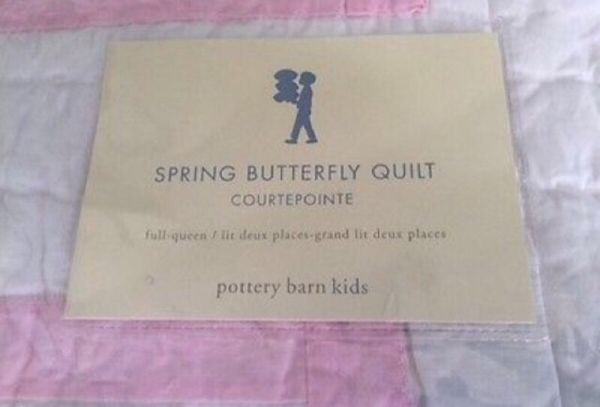 SPRING BUTTERFLY QUILT
COURTEPOINTE
full-queen / lit deux places-grand lit deux places
pottery barn kids